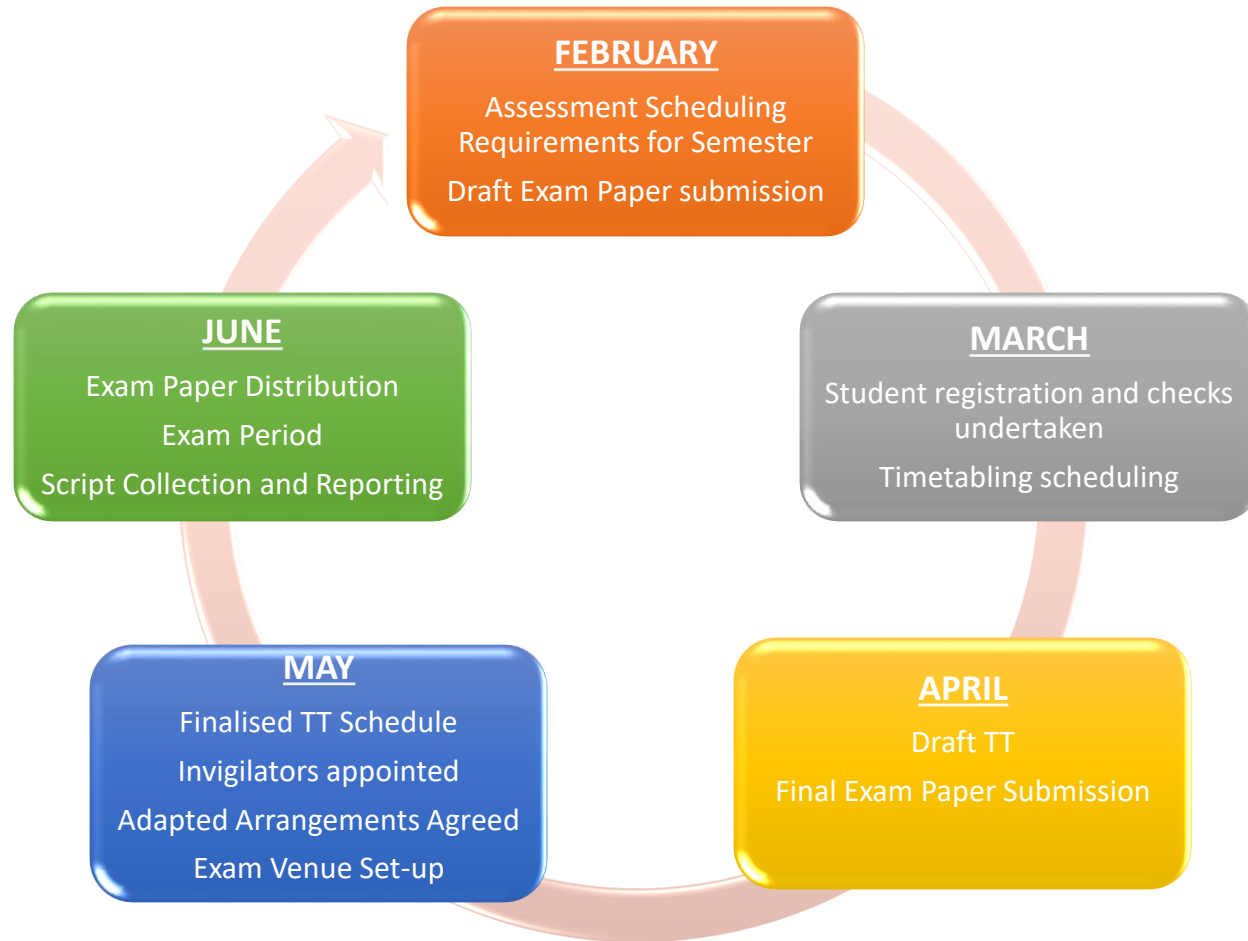 FEBRUARY
Assessment Scheduling
Requirements for Semester
Draft Exam Paper submission
MARCH
Student registration and checks
undertaken
Timetabling scheduling
APRIL
Draft TT
Final Exam Paper Submission
MAY
Finalised TT Schedule
Invigilators appointed
Adapted Arrangements Agreed
Exam Venue Set-up
JUNE
Exam Paper Distribution
Exam Period
Script Collection and Reporting